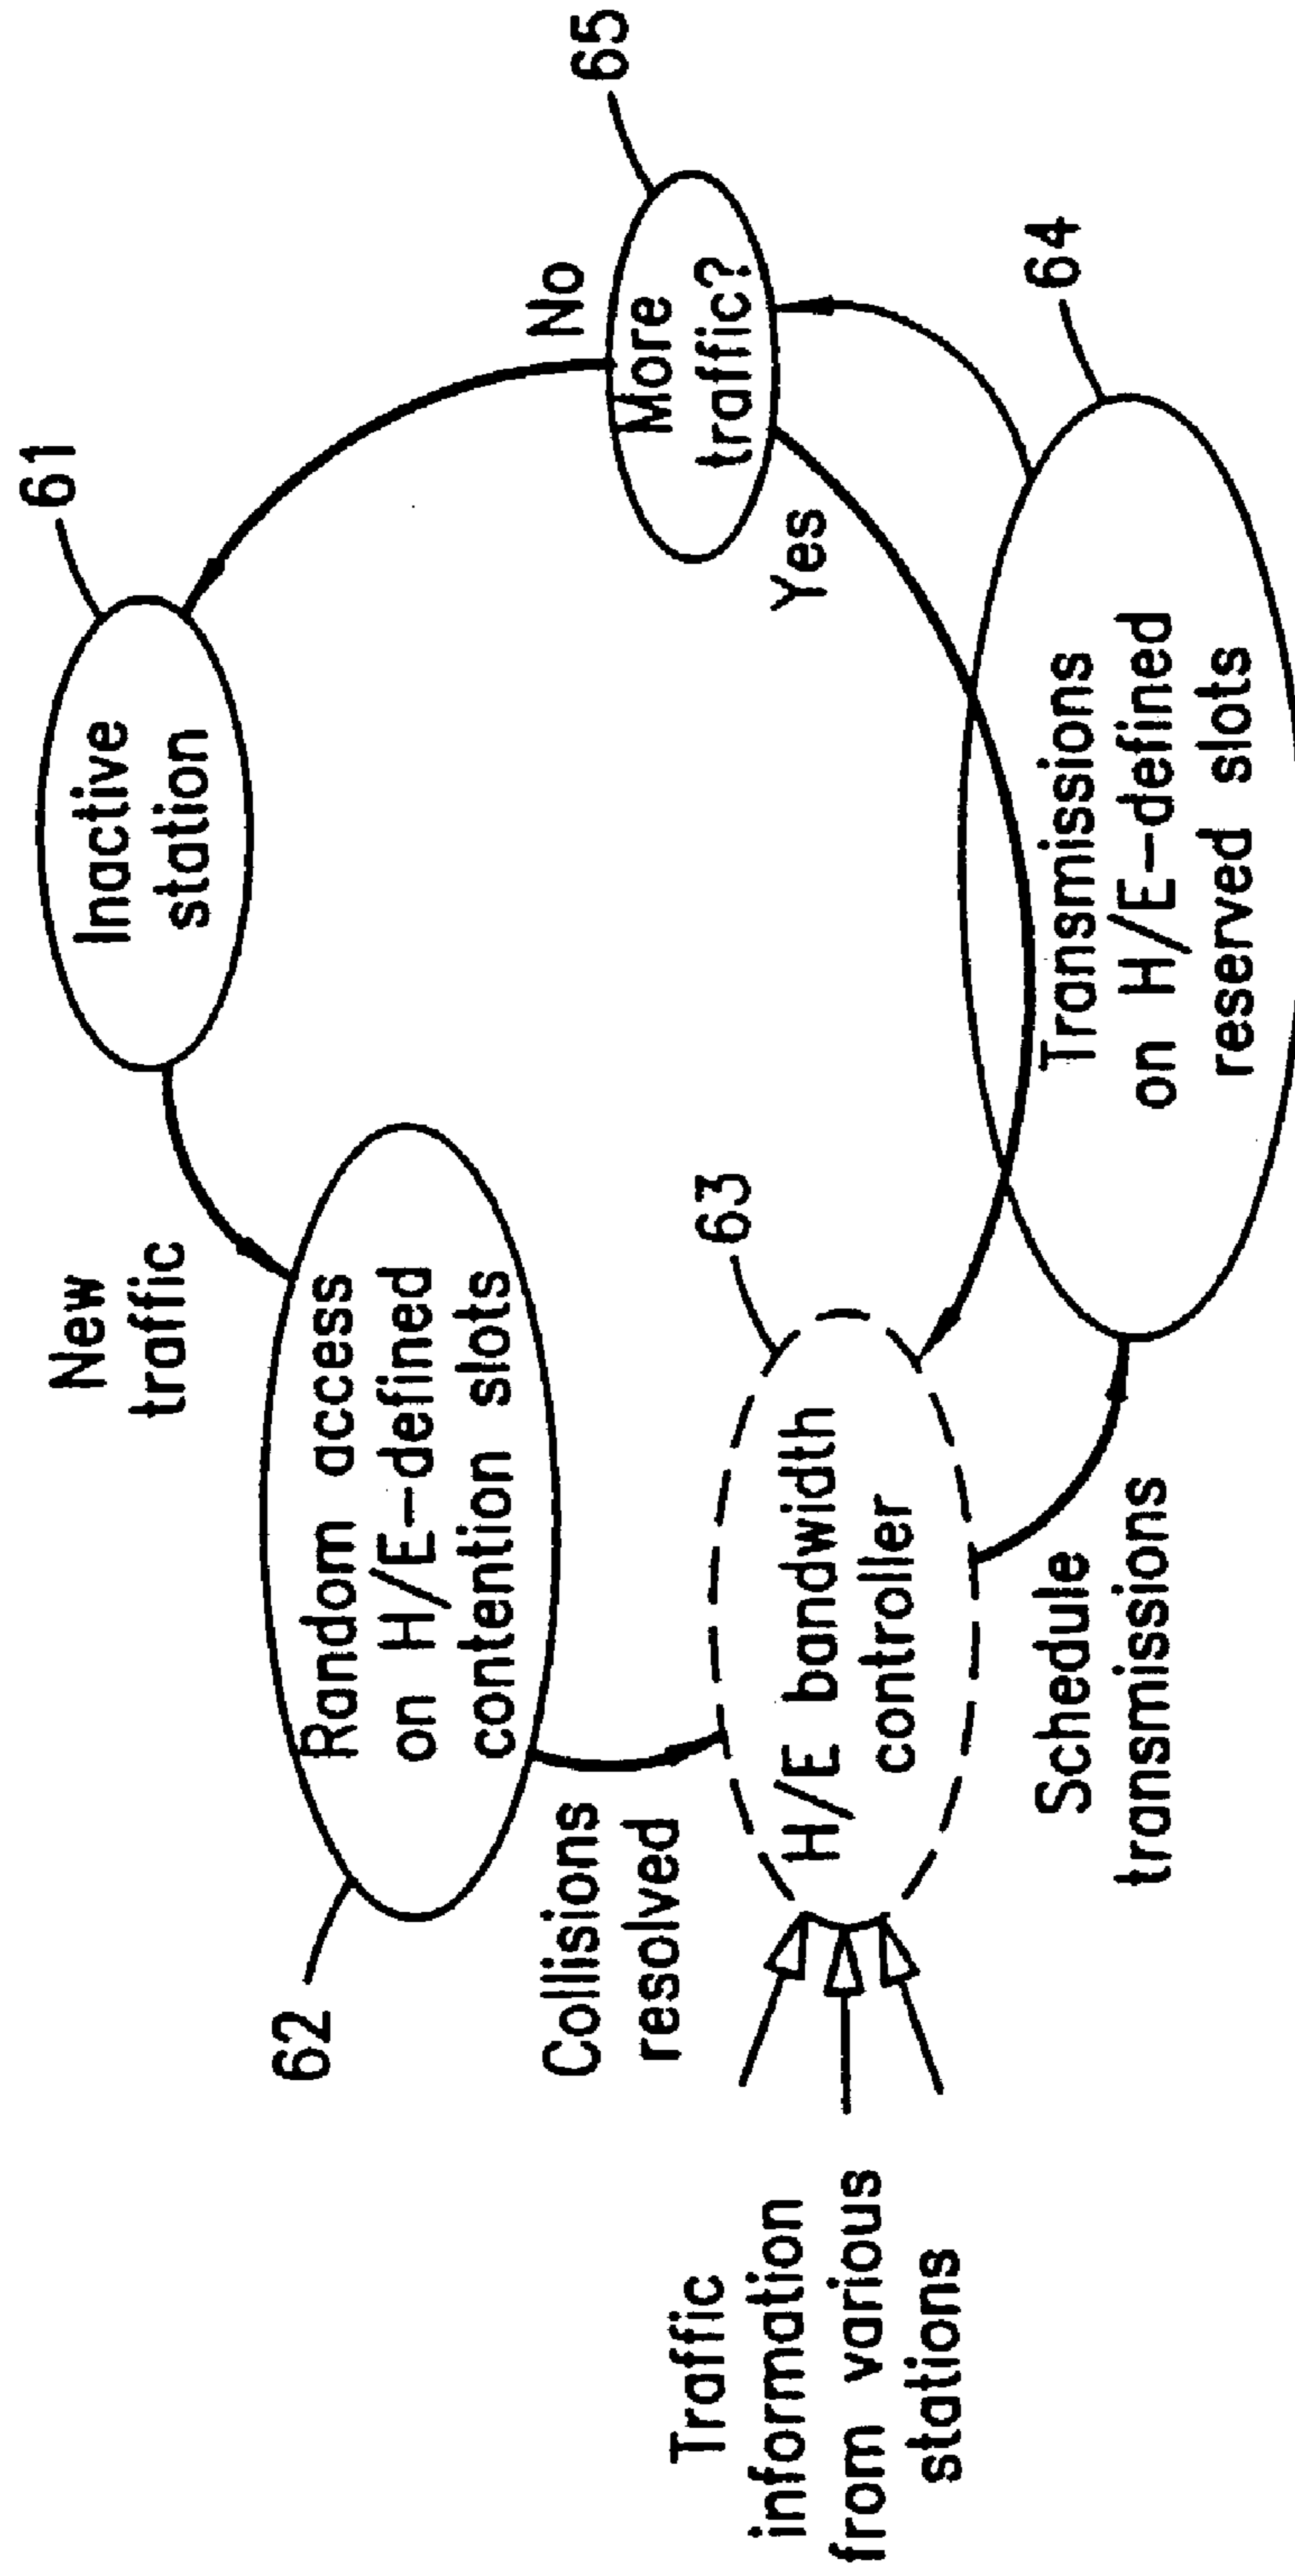 61
Inactive
station
New
traffic
62
Random access
on H/E-defined
contention slots
No
65
More
traffic?
Yes
Collisions
resolved
63
H/E bandwidth
controller
Traffic
information
from various
stations
Schedule
transmissions
64
Transmissions
on H/E-defined
reserved slots